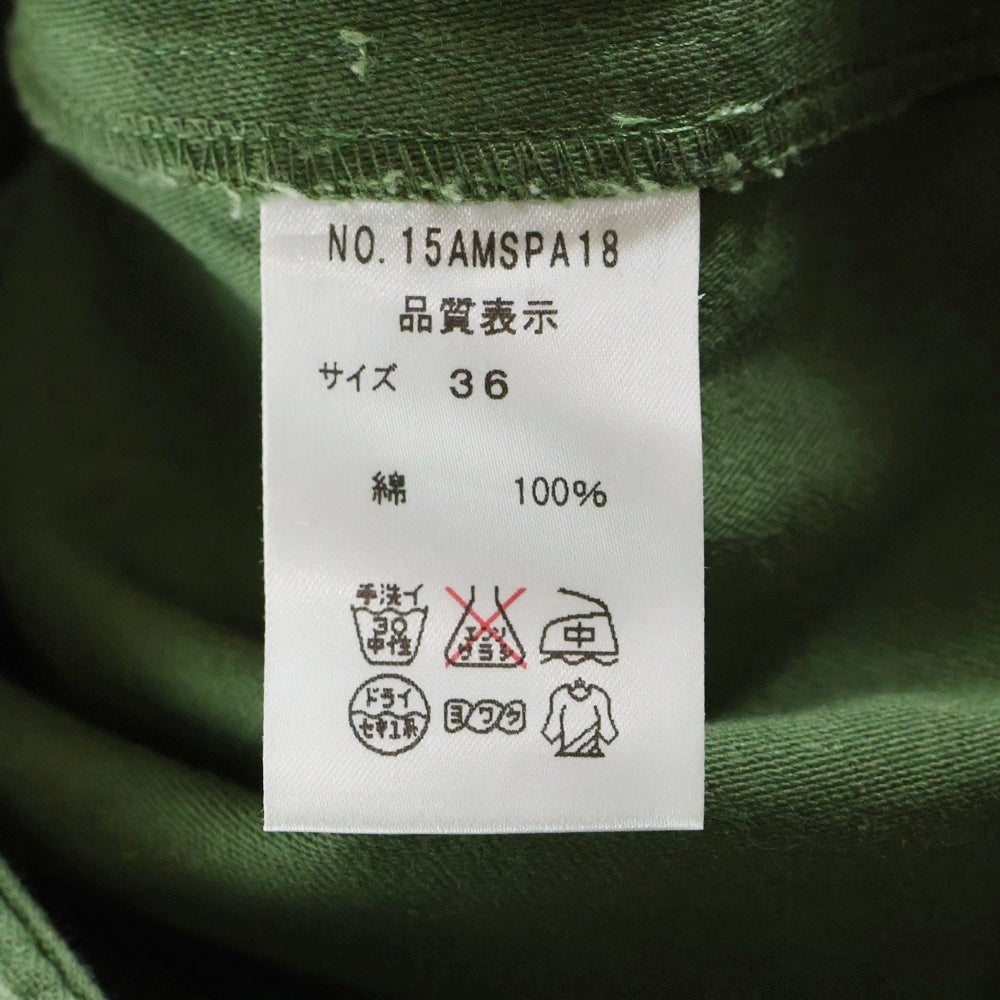 NO. 15AMSPA18
品質表示
サイズ 36
綿 100%
手洗イ
30
中性
エンソ
サラシ
中
ドライ
セキユ系
ヨワク